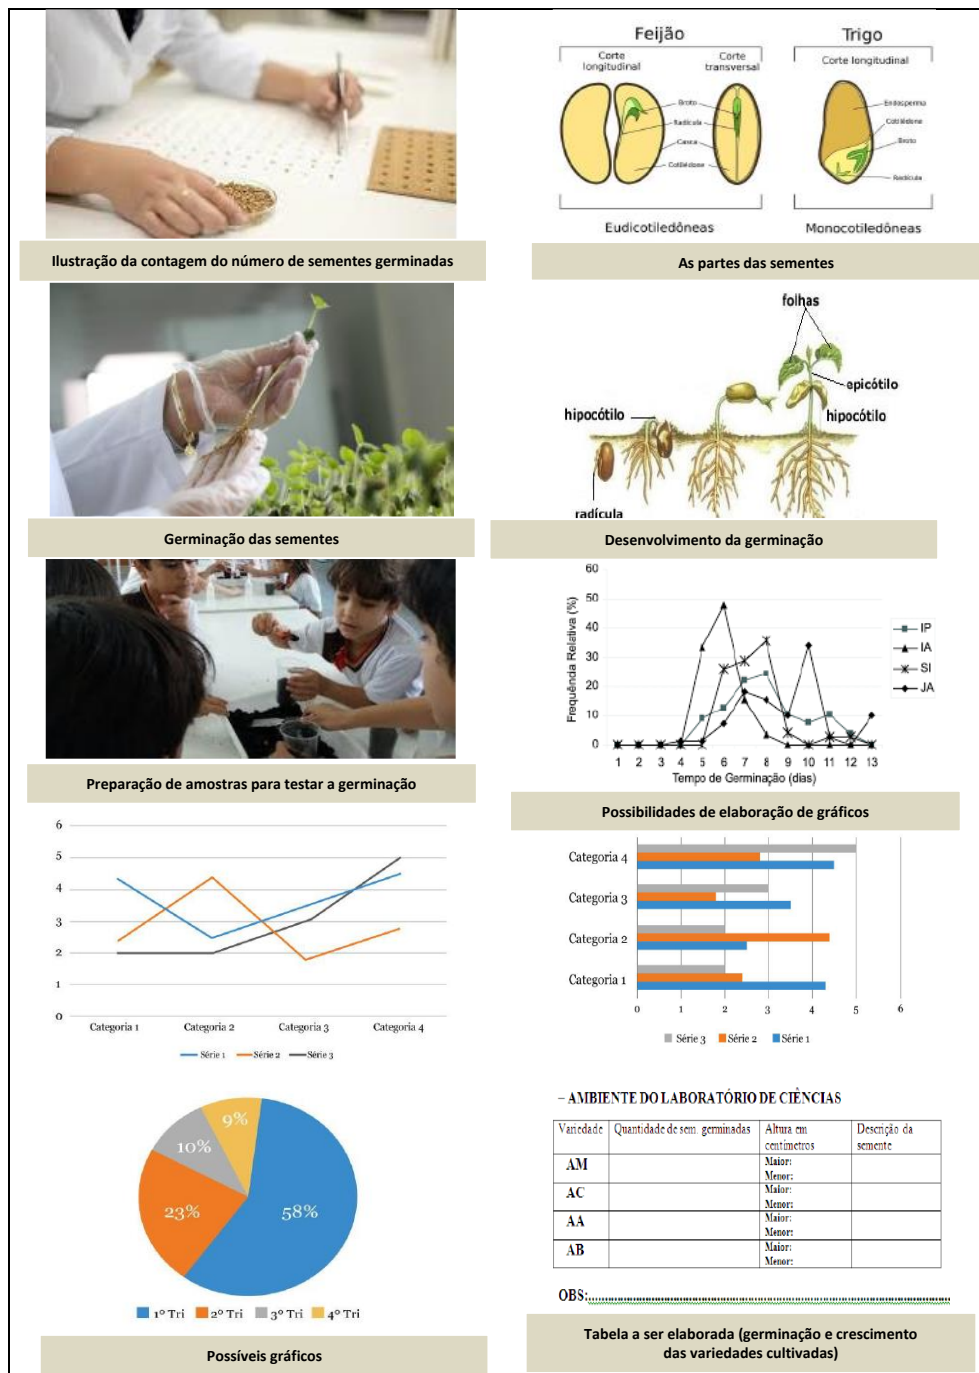 Feijão
Trigo
Corte
longitudinal
Corte
transversal
Corte longitudinal
Broto
Radícula
Casca
Cotilédone
Endosperma
Cotilédone
Broto
Radícula
Eudicotiledôneas
Monocotiledôneas
Ilustração da contagem do número de sementes germinadas
As partes das sementes
folhas
epicótilo
hipocótilo
hipocótilo
radícula
Germinação das sementes
Desenvolvimento da germinação
Frequência Relativa (%)
60
50
40
30
20
10
0
1 2 3 4 5 6 7 8 9 10 11 12 13
Tempo de Germinação (dias)
IP
IA
SI
JA
Preparação de amostras para testar a germinação
Possibilidades de elaboração de gráficos
6
5
4
3
2
1
0
Categoria 1 Categoria 2 Categoria 3 Categoria 4
Série 1 Série 2 Série 3
Categoria 4
Categoria 3
Categoria 2
Categoria 1
0 1 2 3 4 5 6
Série 3 Série 2 Série 1
9%
10%
23%
58%
1º Tri 2º Tri 3º Tri 4º Tri
Possíveis gráficos
– AMBIENTE DO LABORATÓRIO DE CIÊNCIAS
Variedade Quantidade de sem. germinadas Altura em centímetros Descrição da semente
AM Maior:
Menor:
AC Maior:
Menor:
AA Maior:
Menor:
AB Maior:
Menor:
OBS:
Tabela a ser elaborada (germinação e crescimento
das variedades cultivadas)